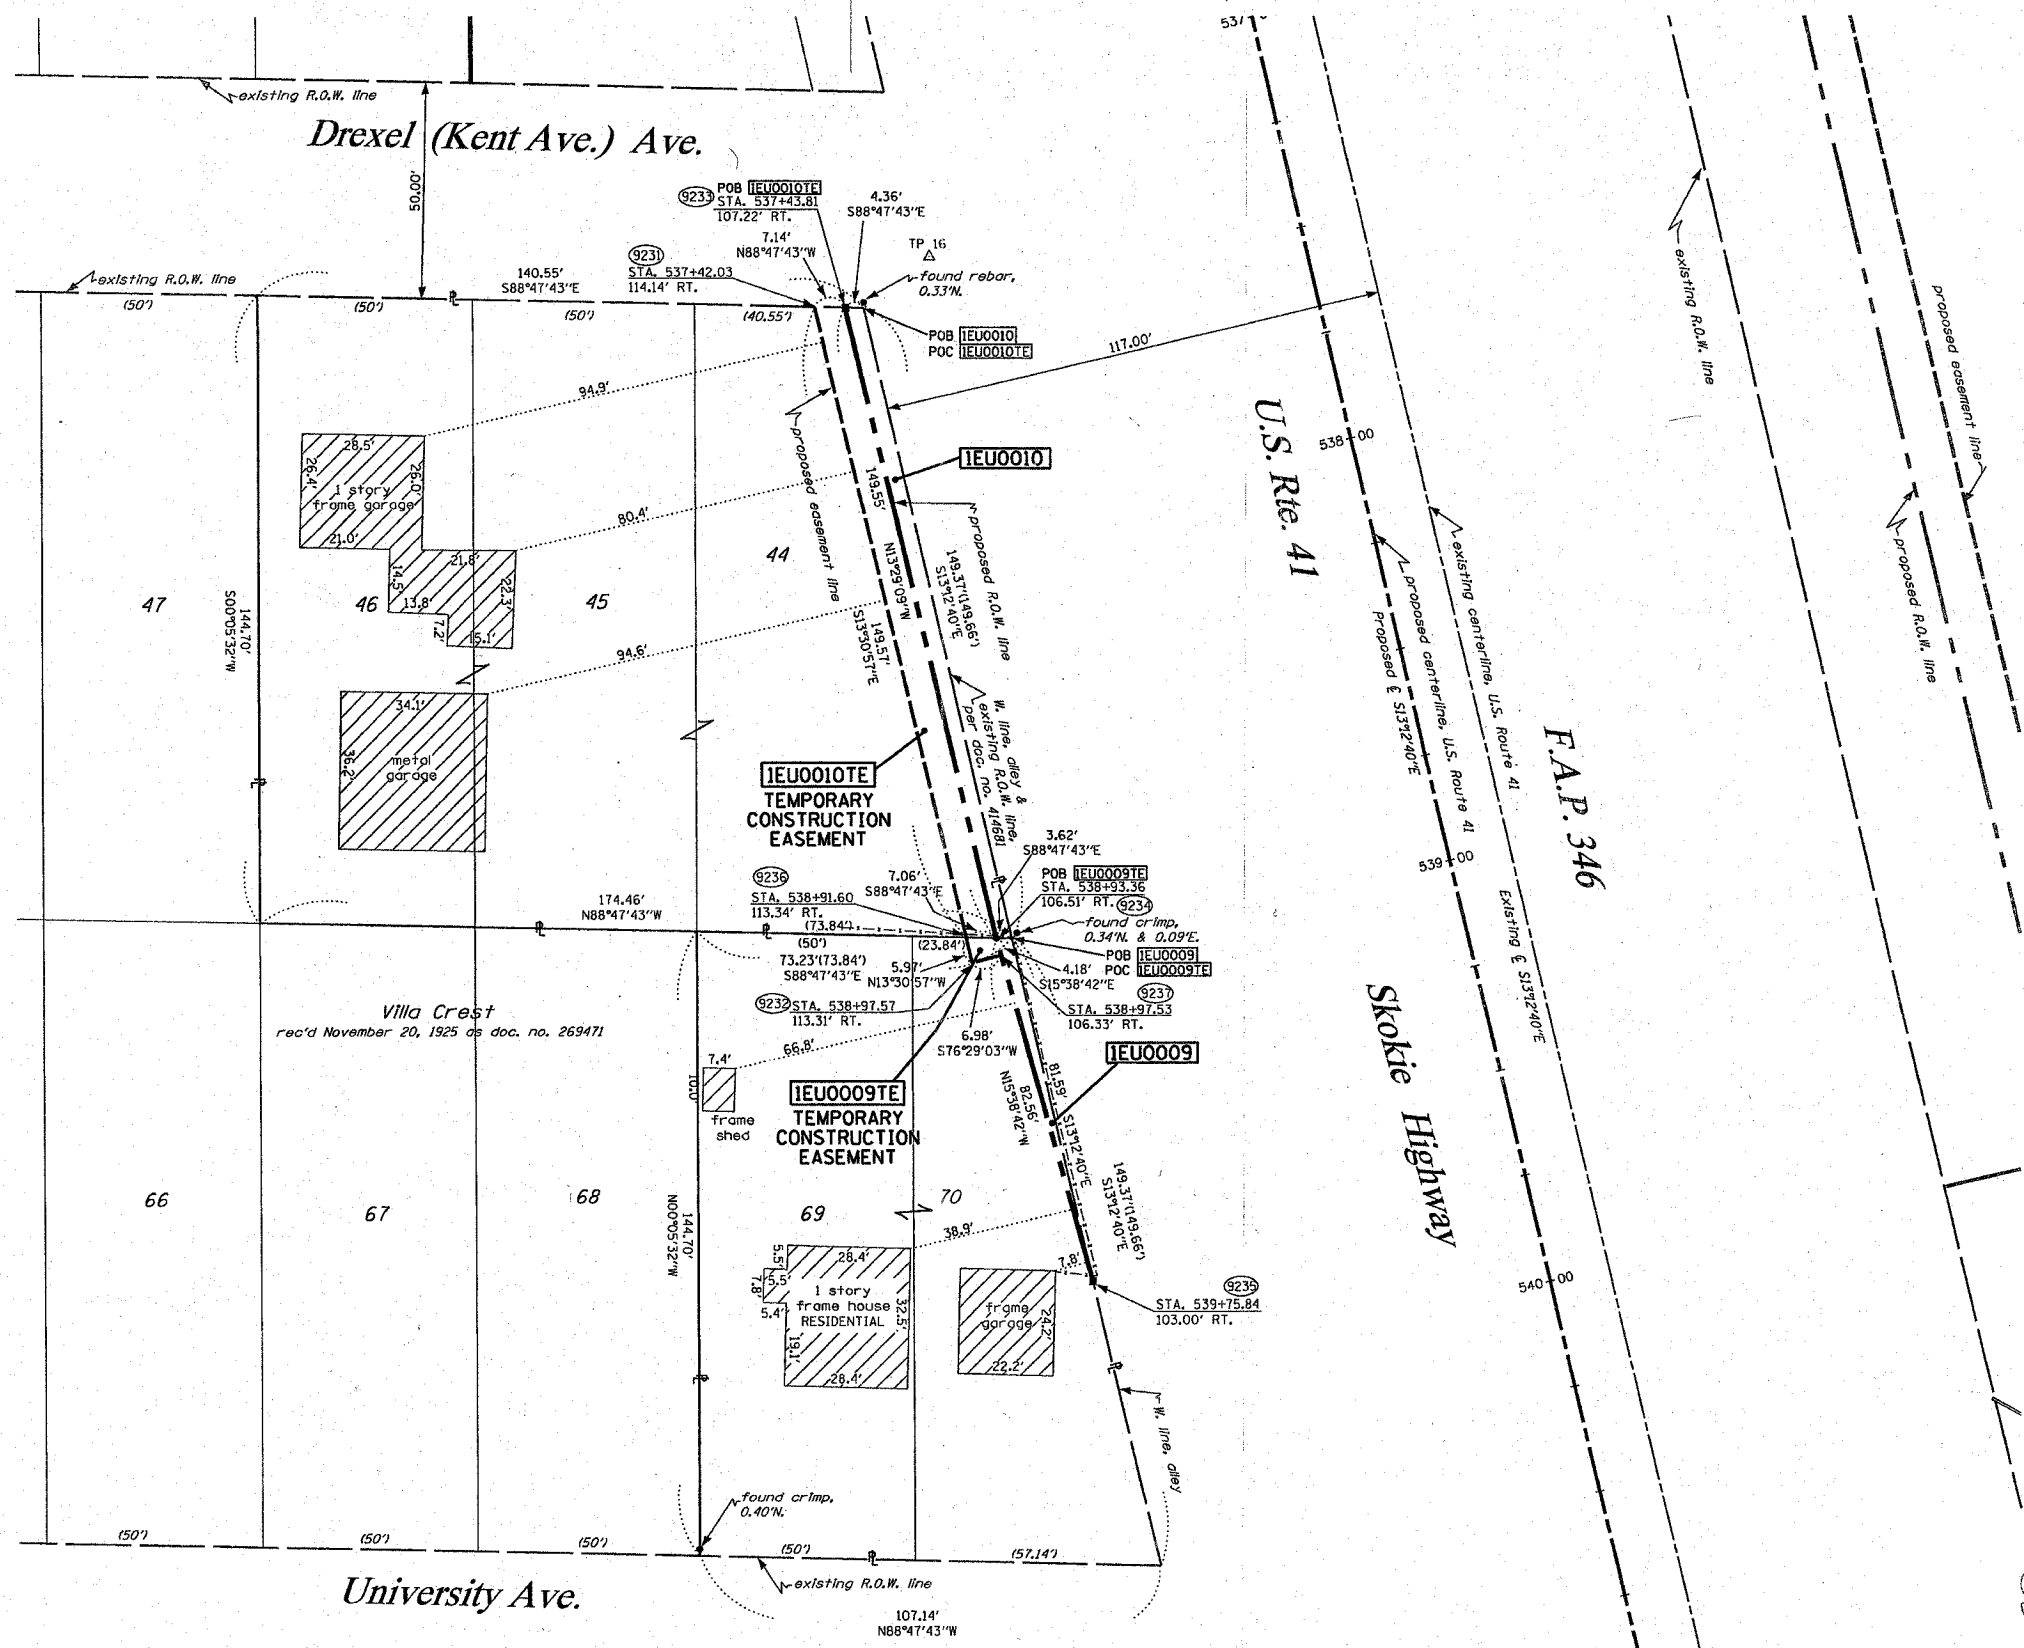 537
existing R.O.W. line
Drexel (Kent Ave.) Ave.
50.00'
9233
POB 1EU0010TE
STA. 537+43.81
107.22' RT.
4.36'
S88°47'43"E
7.14'
N88°47'43"W
TP 16
9231
STA. 537+42.03
114.14' RT.
found rebar,
0.33'N.
existing R.O.W. line
140.55'
S88°47'43"E
(50')
(50')
(50')
(40.55')
POB 1EU0010
POC 1EU0010TE
117.00'
existing R.O.W. line
proposed easement line
proposed R.O.W. line
94.9'
28.5'
26.4'
26.0'
1 story
frame garage
21.0'
21.8'
14.5'
13.8'
22.3'
7.2'
15.1'
80.4'
94.6'
proposed easement line
1EU0010
149.55'
N13°29'09"W
proposed R.O.W. line
149.37'(149.66')
S13°12'40"E
149.57'
S13°30'57"E
U.S. Rte. 41
538+00
existing centerline, U.S. Route 41
proposed centerline, U.S. Route 41
Proposed ℄ S13°12'40"E
44
45
46
47
144.70'
S00°05'32"W
34.1'
36.2'
metal
garage
W. line, alley &
existing R.O.W. line,
per doc. no. 414681
1EU0010TE
TEMPORARY
CONSTRUCTION
EASEMENT
F.A.P. 346
539+00
Existing ℄ S13°12'40"E
3.62'
S88°47'43"E
POB 1EU0009TE
STA. 538+93.36
106.51' RT. 9234
found crimp,
0.34'N. & 0.09'E.
POB 1EU0009
POC 1EU0009TE
9236
STA. 538+91.60
113.34' RT.
7.06'
S88°47'43"E
174.46'
N88°47'43"W
(73.84')
(50')
(23.84')
73.23'(73.84')
S88°47'43"E
5.97'
N13°30'57"W
4.18'
S15°38'42"E
9232 STA. 538+97.57
113.31' RT.
9237
STA. 538+97.53
106.33' RT.
6.98'
S76°29'03"W
Villa Crest
rec'd November 20, 1925 as doc. no. 269471
66.8'
7.4'
10.0'
frame
shed
1EU0009TE
TEMPORARY
CONSTRUCTION
EASEMENT
1EU0009
82.56'
N15°38'42"W
81.59'
S13°12'40"E
149.37'(149.66')
S13°12'40"E
Skokie Highway
66
67
68
69
70
144.70'
N00°05'32"W
38.9'
7.8'
5.5'
5.5'
7.8'
5.4'
28.4'
1 story
frame house
RESIDENTIAL
32.5'
19.1'
28.4'
frame
garage
24.2'
22.2'
9235
STA. 539+75.84
103.00' RT.
540+00
W. line, alley
found crimp,
0.40'N.
(50')
(50')
(50')
(50')
(57.14')
existing R.O.W. line
University Ave.
107.14'
N88°47'43"W